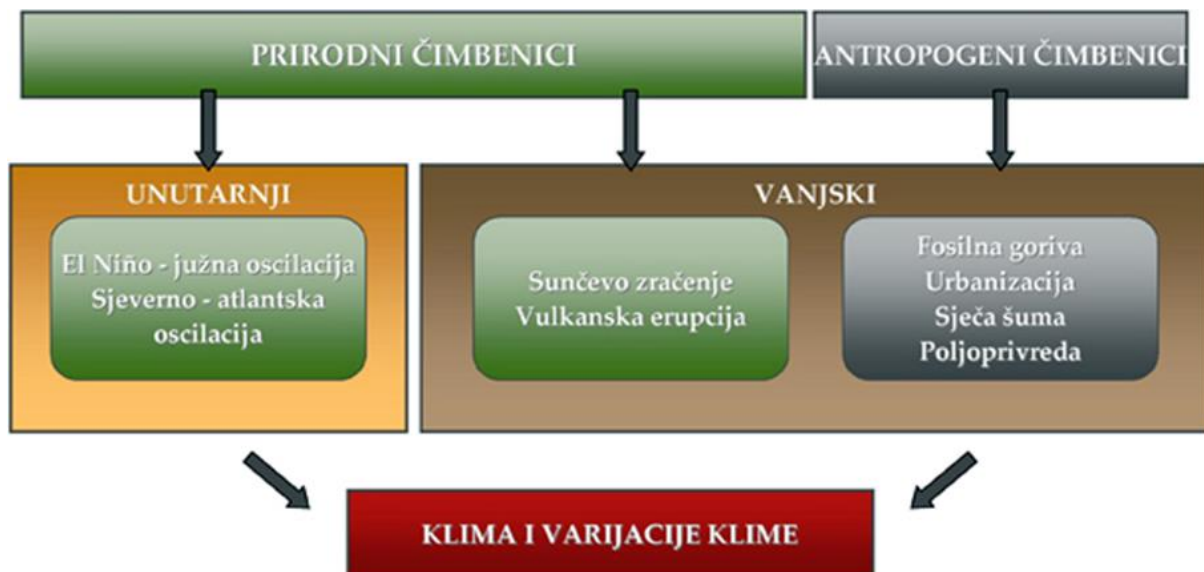 PRIRODNI ČIMBENICI
ANTROPOGENI ČIMBENICI
UNUTARNJI
El Niño - južna oscilacija
Sjeverno - atlantska
oscilacija
VANJSKI
Sunčevo zračenje
Vulkanska erupcija
Fosilna goriva
Urbanizacija
Sječa šuma
Poljoprivreda
KLIMA I VARIJACIJE KLIME